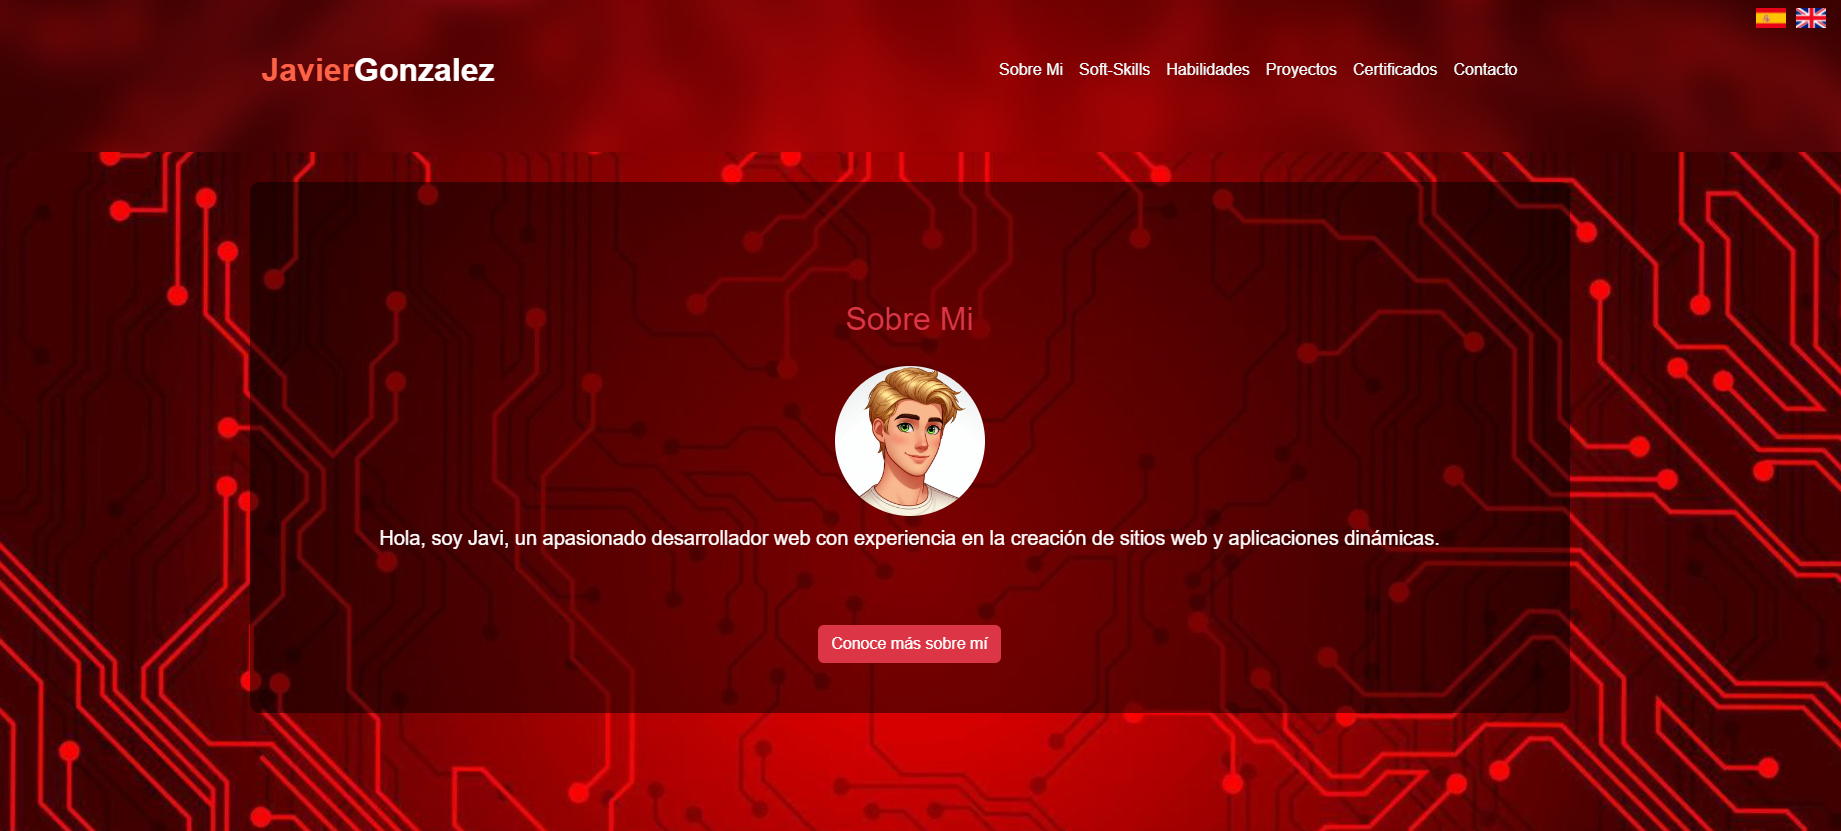 JavierGonzalez
Sobre Mi Soft-Skills Habilidades Proyectos Certificados Contacto
Sobre Mi
Hola, soy Javi, un apasionado desarrollador web con experiencia en la creación de sitios web y aplicaciones dinámicas.
Conoce más sobre mí